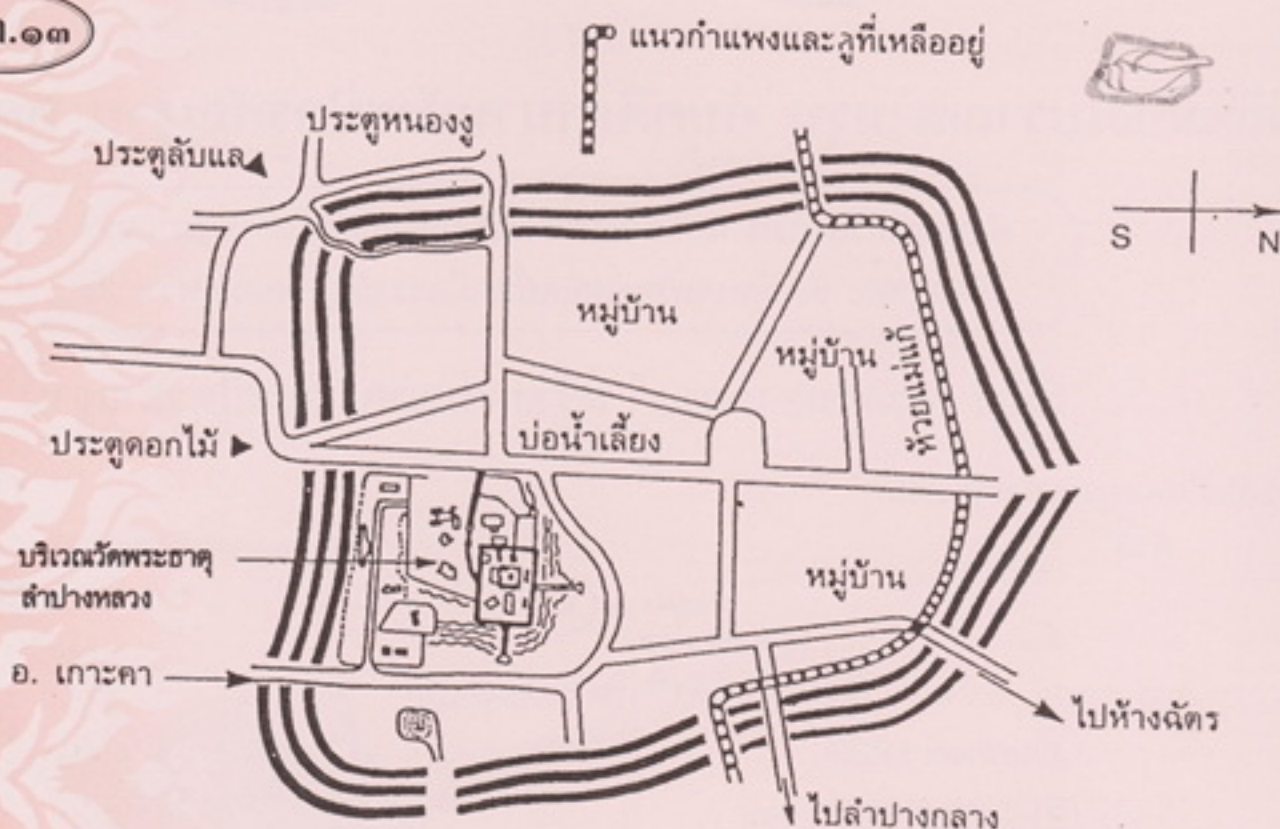 .๑๓
แนวกำแพงและคูที่เหลืออยู่
ประตูหนองงู
ประตูลับแล
S
N
หมู่บ้าน
หมู่บ้าน
ห้วยแม่น้ำ
ประตูดอกไม้
บ่อน้ำเลี้ยง
บริเวณวัดพระธาตุ
ลำปางหลวง
หมู่บ้าน
อ. เกาะคา
ไปห้างฉัตร
ไปลำปางกลาง